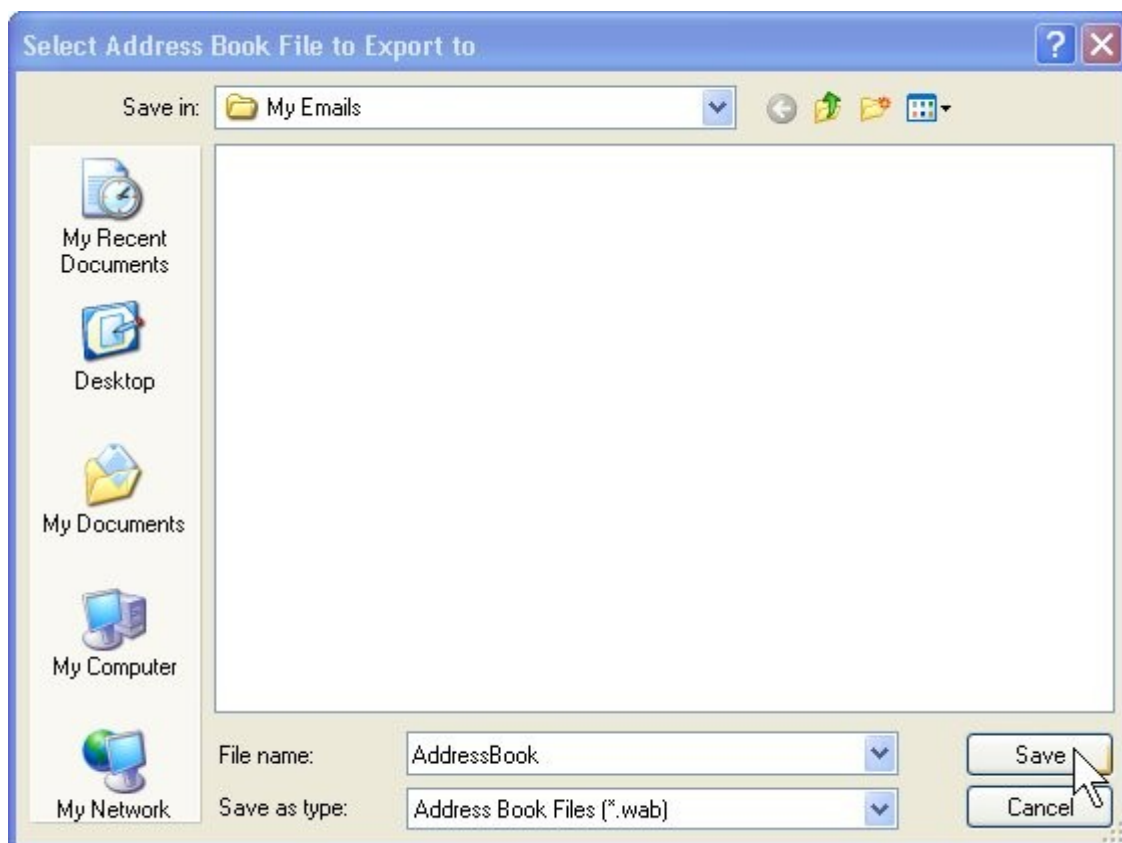 Select Address Book File to Export to
Save in: My Emails
My Recent
Documents
Desktop
My Documents
My Computer
My Network
File name: AddressBook Save
Save as type: Address Book Files (*.wab) Cancel